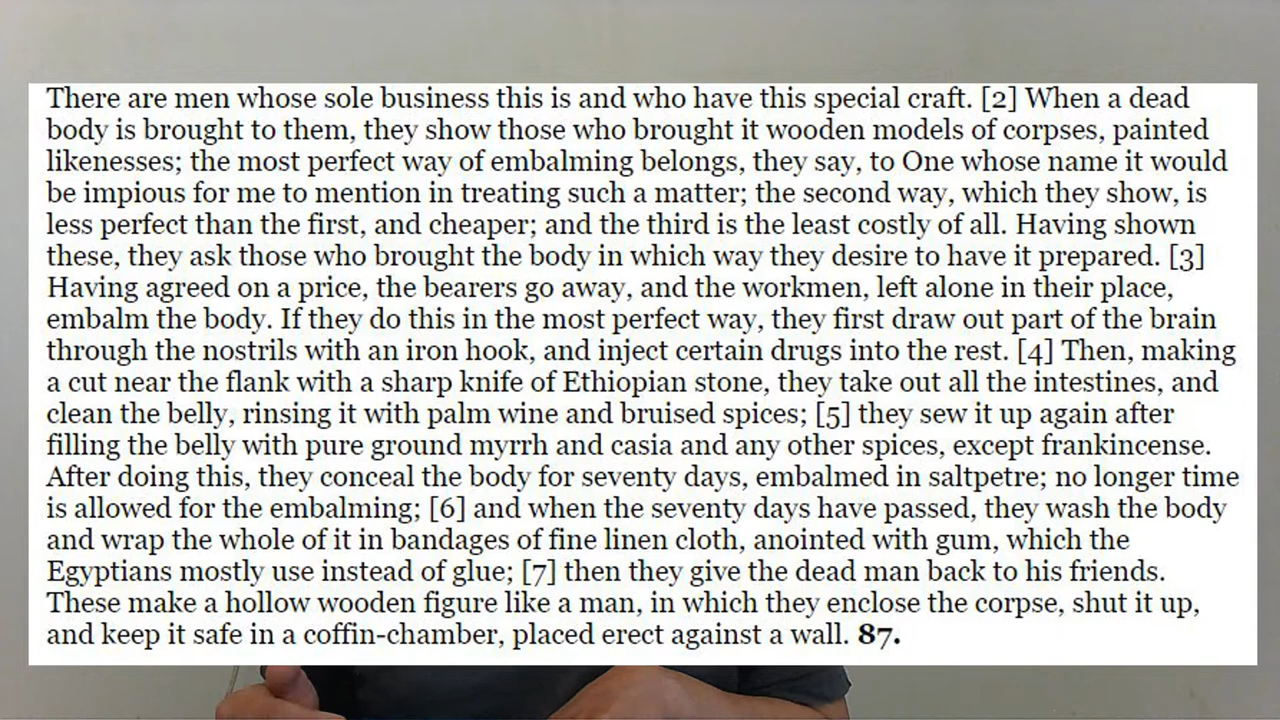 There are men whose sole business this is and who have this special craft. [2] When a dead
body is brought to them, they show those who brought it wooden models of corpses, painted
likenesses; the most perfect way of embalming belongs, they say, to One whose name it would
be impious for me to mention in treating such a matter; the second way, which they show, is
less perfect than the first, and cheaper; and the third is the least costly of all. Having shown
these, they ask those who brought the body in which way they desire to have it prepared. [3]
Having agreed on a price, the bearers go away, and the workmen, left alone in their place,
embalm the body. If they do this in the most perfect way, they first draw out part of the brain
through the nostrils with an iron hook, and inject certain drugs into the rest. [4] Then, making
a cut near the flank with a sharp knife of Ethiopian stone, they take out all the intestines, and
clean the belly, rinsing it with palm wine and bruised spices; [5] they sew it up again after
filling the belly with pure ground myrrh and casia and any other spices, except frankincense.
After doing this, they conceal the body for seventy days, embalmed in saltpetre; no longer time
is allowed for the embalming; [6] and when the seventy days have passed, they wash the body
and wrap the whole of it in bandages of fine linen cloth, anointed with gum, which the
Egyptians mostly use instead of glue; [7] then they give the dead man back to his friends.
These make a hollow wooden figure like a man, in which they enclose the corpse, shut it up,
and keep it safe in a coffin-chamber, placed erect against a wall. 87.